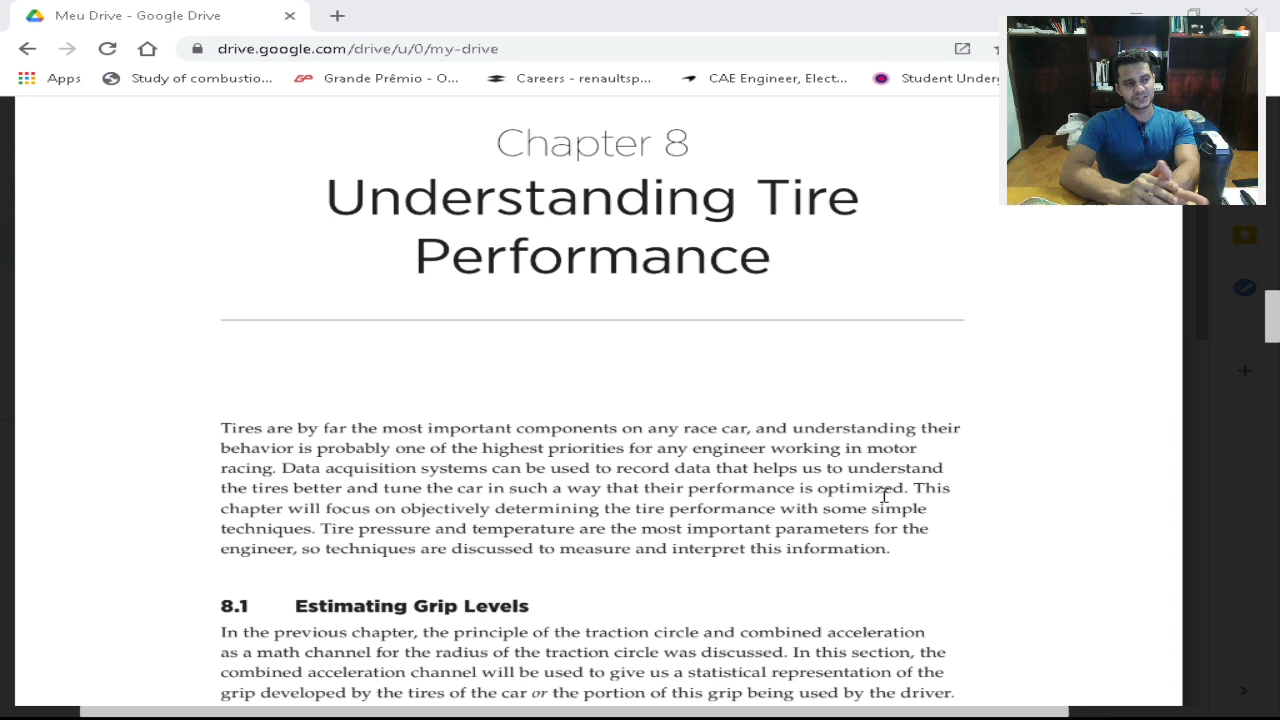 Meu Drive - Google Drive
drive.google.com/drive/u/0/my-drive
Apps
Study of combustio...
GP
Grande Prêmio - O...
Careers - renaultsp...
CAE Engineer, Elect...
Student Underg
Chapter 8
Understanding Tire
Performance
Tires are by far the most important components on any race car, and understanding their
behavior is probably one of the highest priorities for any engineer working in motor
racing. Data acquisition systems can be used to record data that helps us to understand
the tires better and tune the car in such a way that their performance is optimized. This
chapter will focus on objectively determining the tire performance with some simple
techniques. Tire pressure and temperature are the most important parameters for the
engineer, so techniques are discussed to measure and interpret this information.
8.1 Estimating Grip Levels
In the previous chapter, the principle of the traction circle and combined acceleration
as a math channel for the radius of the traction circle was discussed. In this section, the
combined acceleration channel will be used to give us a statistical representation of the
grip developed by the tires of the car or the portion of this grip being used by the driver.